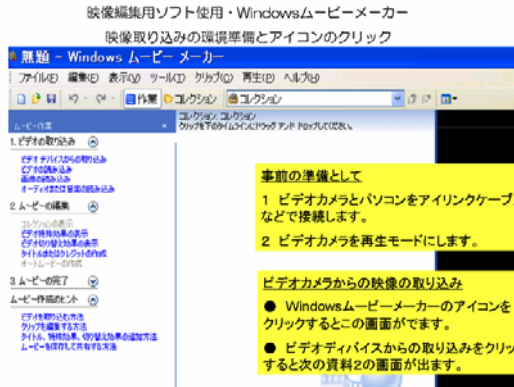 映像編集用ソフト使用・Windowsムービーメーカー
映像取り込みの環境準備とアイコンのクリック
無題 - Windows ムービー メーカー
ファイル(F) 編集(E) 表示(V) ツール(T) クリップ(C) 再生(P) ヘルプ(H)
作業 コレクション コレクション
ムービー作業 ×
コレクション: コレクション
クリップを下のタイムラインにドラッグ アンド ドロップしてください。
1. ビデオの取り込み
ビデオ デバイスからの取り込み
ビデオの読み込み
画像の読み込み
オーディオまたは音楽の読み込み
2. ムービーの編集
コレクションの表示
ビデオ特殊効果の表示
ビデオ切り替え効果の表示
タイトルまたはクレジットの作成
オートムービーの作成
3. ムービーの完了
ムービー作成のヒント
ビデオを取り込む方法
クリップを編集する方法
タイトル、特殊効果、切り替え効果の追加方法
ムービーを保存して共有する方法
事前の準備として
1 ビデオカメラとパソコンをアイリンクケーブ
などで接続します。
2 ビデオカメラを再生モードにします。
ビデオカメラからの映像の取り込み
● Windowsムービーメーカーのアイコンを
クリックするとこの画面がでます。
● ビデオディバイスからの取り込みをクリッ
すると次の資料2の画面が出ます。